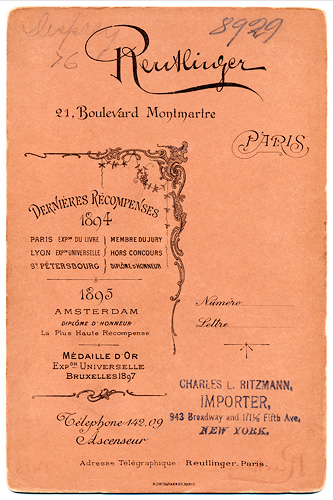 8929
76
Reutlinger
21, Boulevard Montmartre
PARIS.
DERNIÈRES RÉCOMPENSES
1894
PARIS EXPON DU LIVRE MEMBRE DU JURY
LYON EXPON UNIVERSELLE HORS CONCOURS
ST PÉTERSBOURG DIPLÔME D'HONNEUR
1895
AMSTERDAM
DIPLÔME D'HONNEUR
La Plus Haute Récompense
MÉDAILLE D'OR
EXPON UNIVERSELLE
BRUXELLES 1897
Numéro
Lettre
CHARLES L. RITZMANN,
IMPORTER,
943 Broadway and 171½ Fifth Ave,
NEW YORK.
Téléphone 142.09
Ascenseur
Adresse Télégraphique : Reutlinger. Paris.